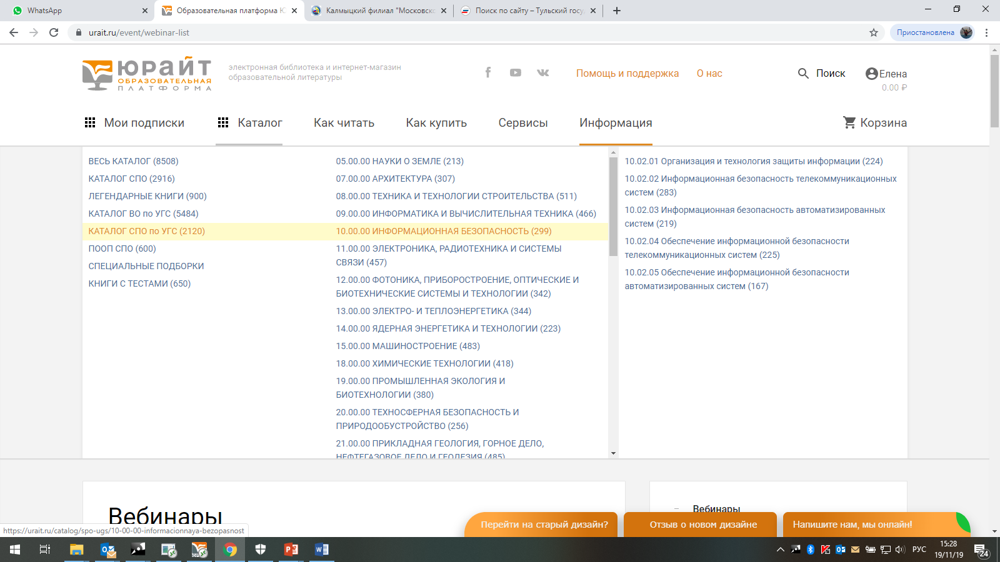 WhatsApp
Образовательная платформа Ю
Калмыцкий филиал "Московско
Поиск по сайту – Тульский госу
urait.ru/event/webinar-list
Приостановлена
ЮРАЙТ
ОБРАЗОВАТЕЛЬНАЯ
ПЛАТФОРМА
электронная библиотека и интернет-магазин
образовательной литературы
Помощь и поддержка
О нас
Поиск
Елена
0.00 ₽
Мои подписки
Каталог
Как читать
Как купить
Сервисы
Информация
Корзина
ВЕСЬ КАТАЛОГ (8508)
КАТАЛОГ СПО (2916)
ЛЕГЕНДАРНЫЕ КНИГИ (900)
КАТАЛОГ ВО по УГС (5484)
КАТАЛОГ СПО по УГС (2120)
ПООП СПО (600)
СПЕЦИАЛЬНЫЕ ПОДБОРКИ
КНИГИ С ТЕСТАМИ (650)
05.00.00 НАУКИ О ЗЕМЛЕ (213)
07.00.00 АРХИТЕКТУРА (307)
08.00.00 ТЕХНИКА И ТЕХНОЛОГИИ СТРОИТЕЛЬСТВА (511)
09.00.00 ИНФОРМАТИКА И ВЫЧИСЛИТЕЛЬНАЯ ТЕХНИКА (466)
10.00.00 ИНФОРМАЦИОННАЯ БЕЗОПАСНОСТЬ (299)
11.00.00 ЭЛЕКТРОНИКА, РАДИОТЕХНИКА И СИСТЕМЫ
СВЯЗИ (457)
12.00.00 ФОТОНИКА, ПРИБОРОСТРОЕНИЕ, ОПТИЧЕСКИЕ И
БИОТЕХНИЧЕСКИЕ СИСТЕМЫ И ТЕХНОЛОГИИ (342)
13.00.00 ЭЛЕКТРО- И ТЕПЛОЭНЕРГЕТИКА (344)
14.00.00 ЯДЕРНАЯ ЭНЕРГЕТИКА И ТЕХНОЛОГИИ (223)
15.00.00 МАШИНОСТРОЕНИЕ (483)
18.00.00 ХИМИЧЕСКИЕ ТЕХНОЛОГИИ (418)
19.00.00 ПРОМЫШЛЕННАЯ ЭКОЛОГИЯ И
БИОТЕХНОЛОГИИ (380)
20.00.00 ТЕХНОСФЕРНАЯ БЕЗОПАСНОСТЬ И
ПРИРОДООБУСТРОЙСТВО (256)
21.00.00 ПРИКЛАДНАЯ ГЕОЛОГИЯ, ГОРНОЕ ДЕЛО,
НЕФТЕГАЗОВОЕ ДЕЛО И ГЕОДЕЗИЯ (485)
10.02.01 Организация и технология защиты информации (224)
10.02.02 Информационная безопасность телекоммуникационных
систем (283)
10.02.03 Информационная безопасность автоматизированных
систем (219)
10.02.04 Обеспечение информационной безопасности
телекоммуникационных систем (225)
10.02.05 Обеспечение информационной безопасности
автоматизированных систем (167)
Вебинары
Вебинары
Перейти на старый дизайн?
Отзыв о новом дизайне
Напишите нам, мы онлайн!
https://urait.ru/catalog/spo-ugs/10-00-00-informacionnaya-bezopasnost
РУС
15:28
19/11/19
24